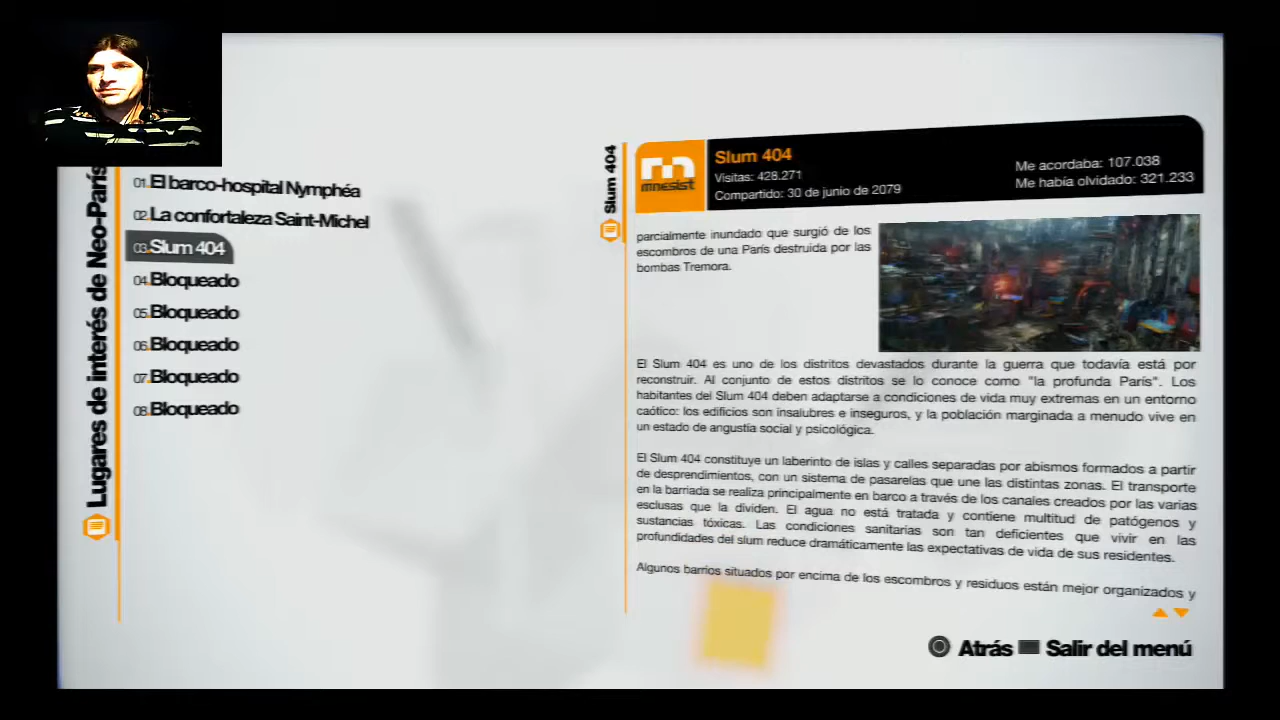 Lugares de interés de Neo-París
01.El barco-hospital Nymphéa
02.La confortaleza Saint-Michel
03.Slum 404
04.Bloqueado
05.Bloqueado
06.Bloqueado
07.Bloqueado
08.Bloqueado
Slum 404
mnesist
Slum 404
Visitas: 428.271
Compartido: 30 de junio de 2079
Me acordaba: 107.038
Me había olvidado: 321.233
parcialmente inundado que surgió de los
escombros de una París destruida por las
bombas Tremora.
El Slum 404 es uno de los distritos devastados durante la guerra que todavía está por
reconstruir. Al conjunto de estos distritos se lo conoce como "la profunda París". Los
habitantes del Slum 404 deben adaptarse a condiciones de vida muy extremas en un entorno
caótico: los edificios son insalubres e inseguros, y la población marginada a menudo vive en
un estado de angustia social y psicológica.
El Slum 404 constituye un laberinto de islas y calles separadas por abismos formados a partir
de desprendimientos, con un sistema de pasarelas que une las distintas zonas. El transporte
en la barriada se realiza principalmente en barco a través de los canales creados por las varias
esclusas que la dividen. El agua no está tratada y contiene multitud de patógenos y
sustancias tóxicas. Las condiciones sanitarias son tan deficientes que vivir en las
profundidades del slum reduce dramáticamente las expectativas de vida de sus residentes.
Algunos barrios situados por encima de los escombros y residuos están mejor organizados y
Atrás Salir del menú